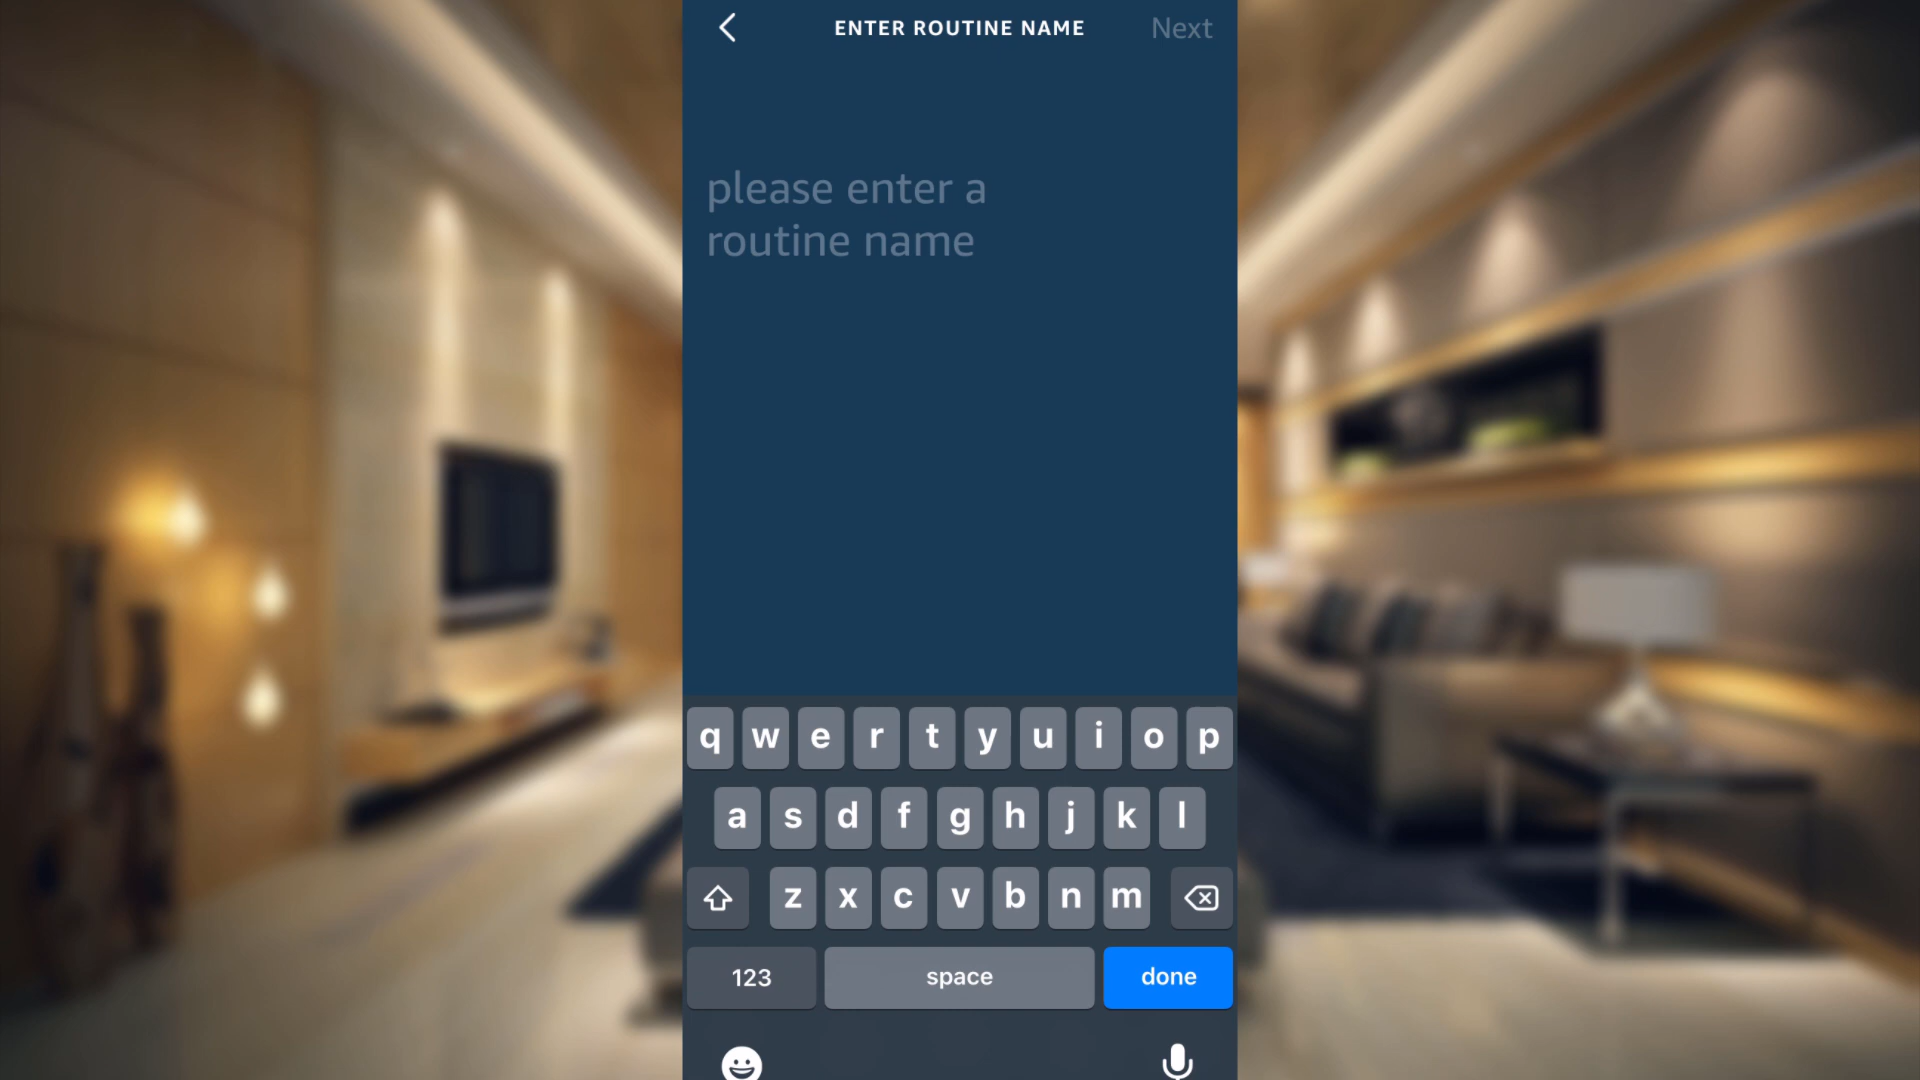 ENTER ROUTINE NAME
Next
please enter a
routine name
q w e r t y u i o p
a s d f g h j k l
z x c v b n m
123 space done